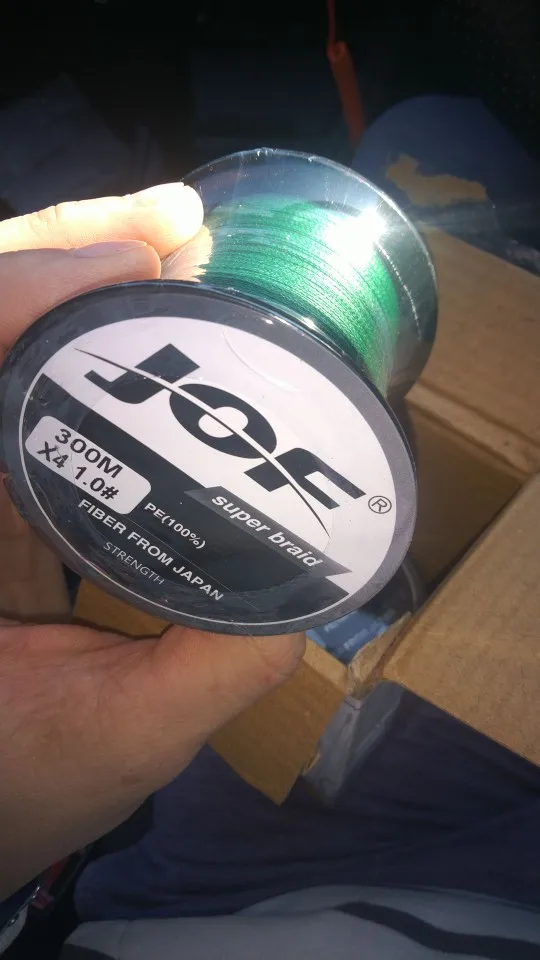 JOF®
super braid
300M
X4 1.0#
PE(100%)
FIBER FROM JAPAN
STRENGTH